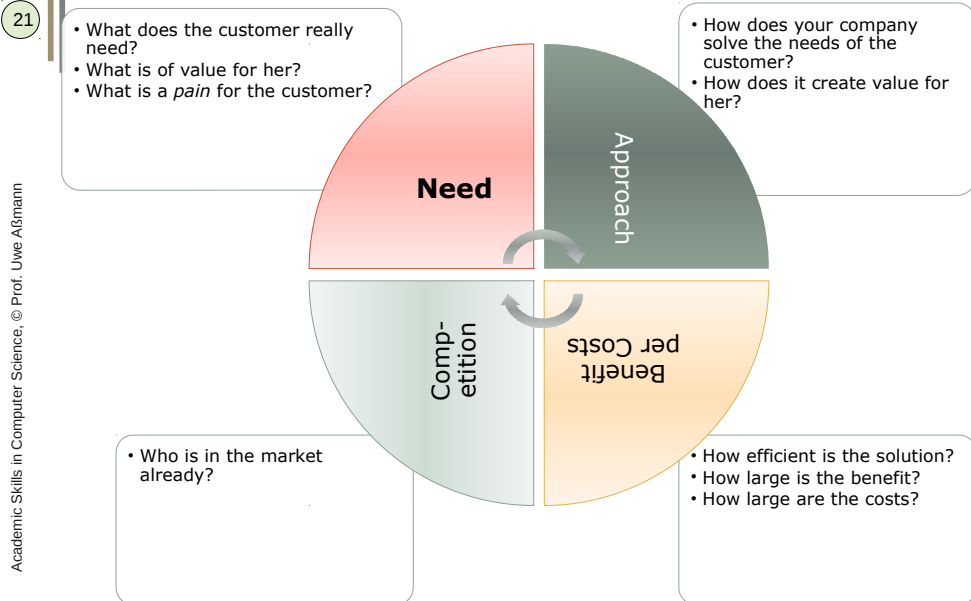 21
• What does the customer really
need?
• What is of value for her?
• What is a pain for the customer?
• How does your company
solve the needs of the
customer?
• How does it create value for
her?
Need
Approach
Comp-
etition
Benefit
per Costs
• Who is in the market
already?
• How efficient is the solution?
• How large is the benefit?
• How large are the costs?
Academic Skills in Computer Science, © Prof. Uwe Aßmann